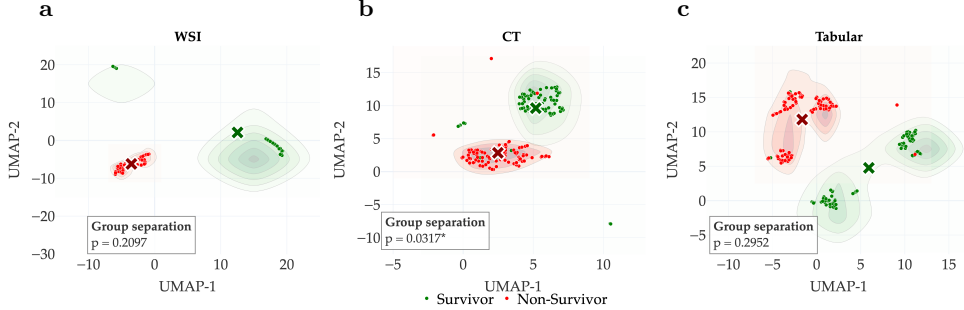 a
b
c
WSI
CT
Tabular
UMAP-2
20
10
0
−10
−20
−30
−10
0
10
20
UMAP-1
Group separation
p = 0.2097
UMAP-2
15
10
5
0
−5
−10
−5
0
5
10
UMAP-1
Group separation
p = 0.0317*
UMAP-2
20
15
10
5
0
−5
−10
−5
0
5
10
15
UMAP-1
Group separation
p = 0.2952
Survivor
Non-Survivor